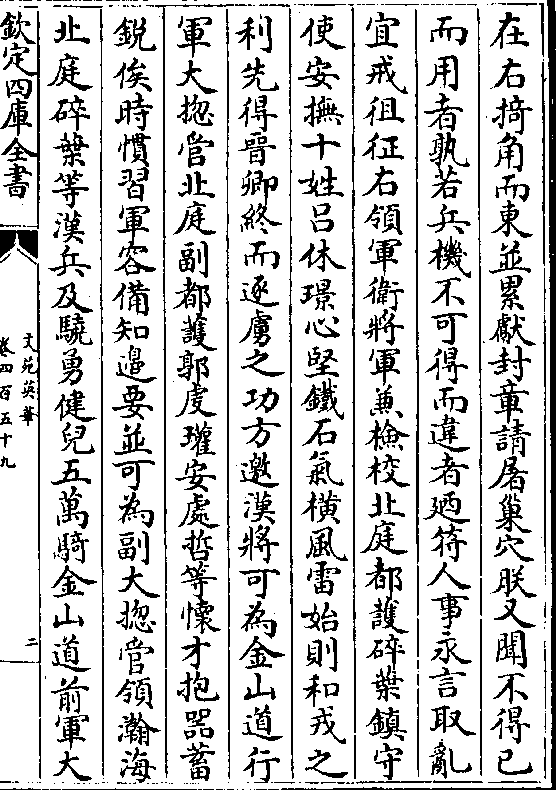 在右掎角而東並累獻封章請屠巢穴朕又聞不得已
而用者孰若兵機不可得而違者廼符人事永言取亂
宜戒徂征右領軍衛將軍兼檢校北庭都護碎葉鎮守
使安撫十姓吕休璟心堅鐵石氣橫風雷始則和戎之
利先得晉卿終而逐虜之功方邀漢將可為金山道行
軍大揔管北庭副都護郭虔瓘安處哲等懷才抱器蓄
鋭俟時慣習軍容備知邉要並可為副大揔管領瀚海
北庭碎葉等漢兵及驍勇健兒五萬騎金山道前軍大
欽定四庫全書
文苑英華
卷四百五十九
二